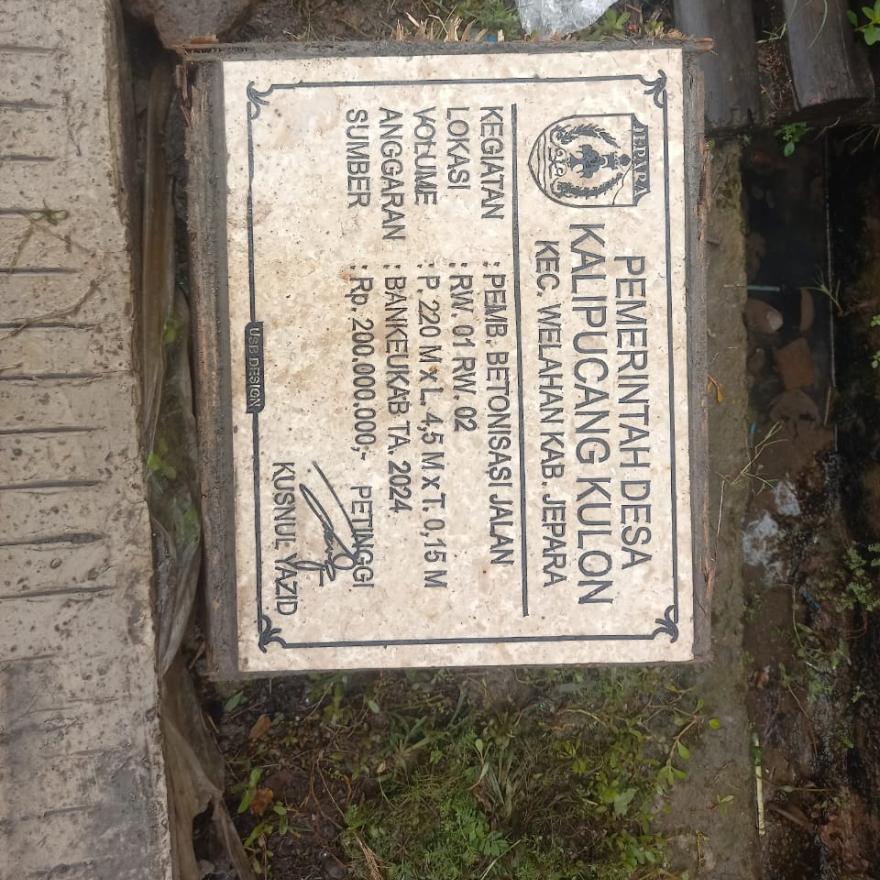 JEPARA
PEMERINTAH DESA
KALIPUCANG KULON
KEC. WELAHAN KAB. JEPARA
KEGIATAN : PEMB. BETONISASI JALAN
LOKASI : RW. 01 RW. 02
VOLUME : P. 220 M x L. 4,5 M x T. 0,15 M
ANGGARAN : BANKEUKAB TA. 2024
SUMBER : Rp. 200.000.000,-
PETINGGI
KUSNUL YAZID
USB DESIGN